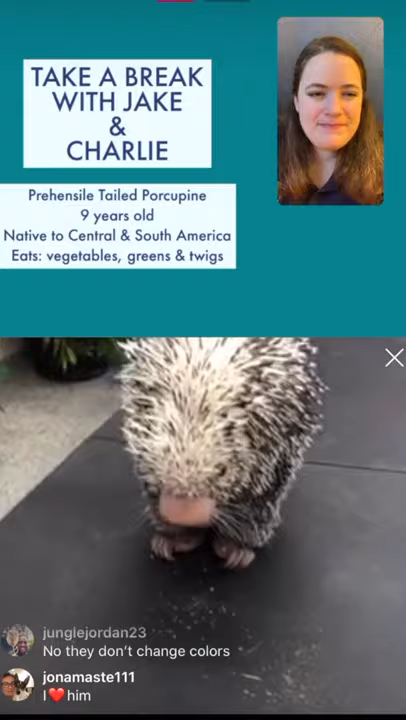 TAKE A BREAK
WITH JAKE
&
CHARLIE
Prehensile Tailed Porcupine
9 years old
Native to Central & South America
Eats: vegetables, greens & twigs
junglejordan23
No they don't change colors
jonamaste111
I❤️him